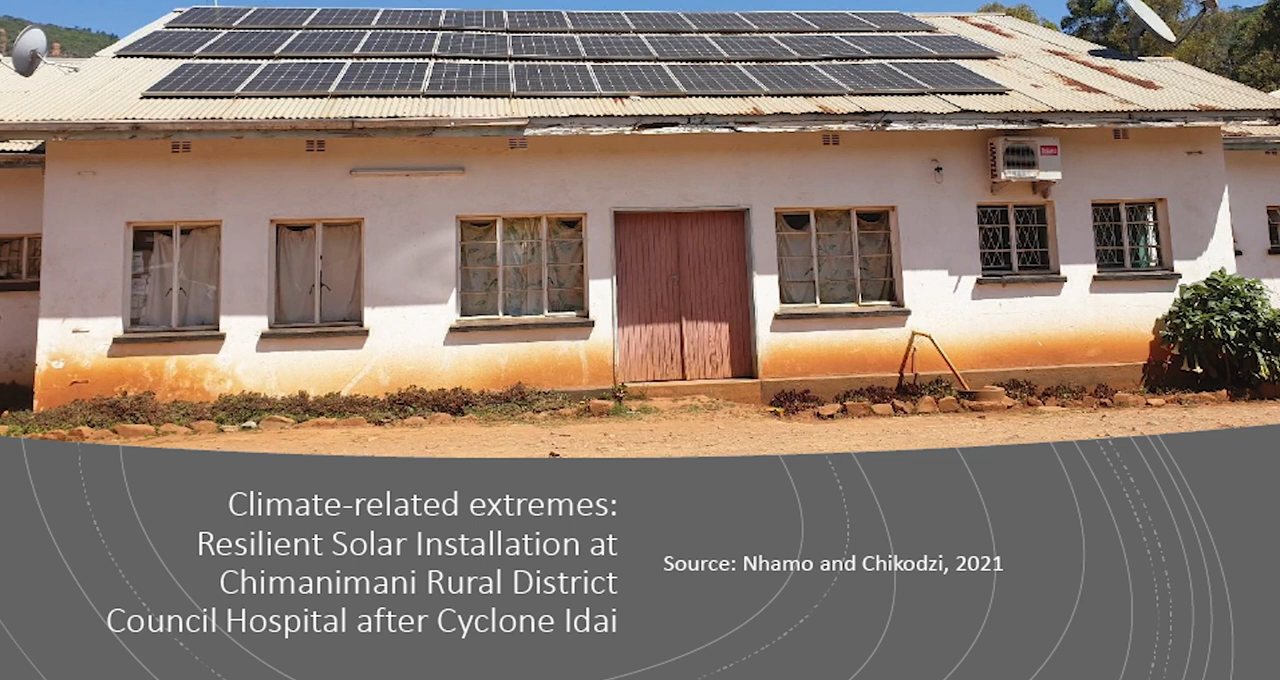 Climate-related extremes:
Resilient Solar Installation at
Chimanimani Rural District
Council Hospital after Cyclone Idai
Source: Nhamo and Chikodzi, 2021